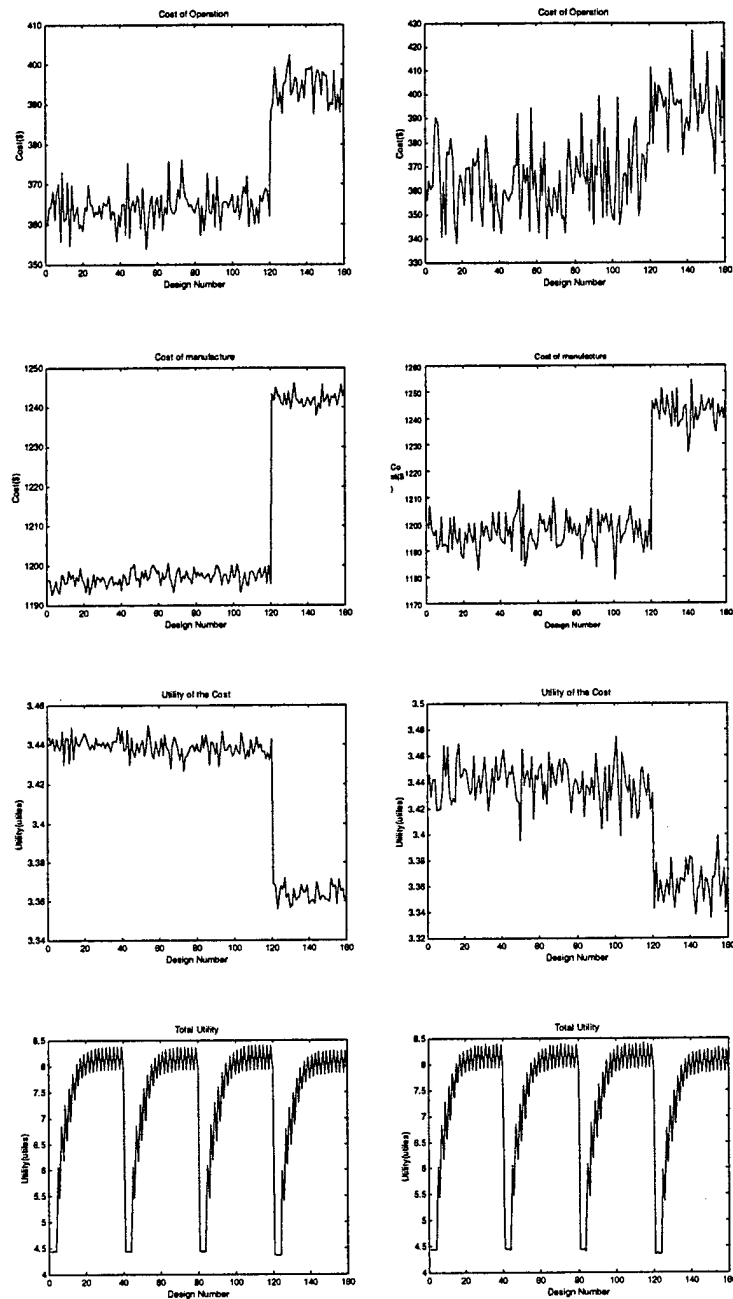 Cost of Operation
410
400
390
380
370
360
350
Cost($)
0 20 40 60 80 100 120 140 160
Design Number
Cost of Operation
430
420
410
400
390
380
370
360
350
340
330
Cost($)
0 20 40 60 80 100 120 140 160
Design Number
Cost of manufacture
1250
1240
1230
1220
1210
1200
1190
Cost($)
0 20 40 60 80 100 120 140 160
Design Number
Cost of manufacture
1260
1250
1240
1230
1220
1210
1200
1190
1180
1170
Co
st($
)
0 20 40 60 80 100 120 140 160
Design Number
Utility of the Cost
3.46
3.44
3.42
3.4
3.38
3.36
3.34
Utility(utiles)
0 20 40 60 80 100 120 140 160
Design Number
Utility of the Cost
3.5
3.48
3.46
3.44
3.42
3.4
3.38
3.36
3.34
3.32
Utility(utiles)
0 20 40 60 80 100 120 140 160
Design Number
Total Utility
8.5
8
7.5
7
6.5
6
5.5
5
4.5
4
Utility(utiles)
0 20 40 60 80 100 120 140 160
Design Number
Total Utility
8.5
8
7.5
7
6.5
6
5.5
5
4.5
4
Utility(utiles)
0 20 40 60 80 100 120 140 160
Design Number